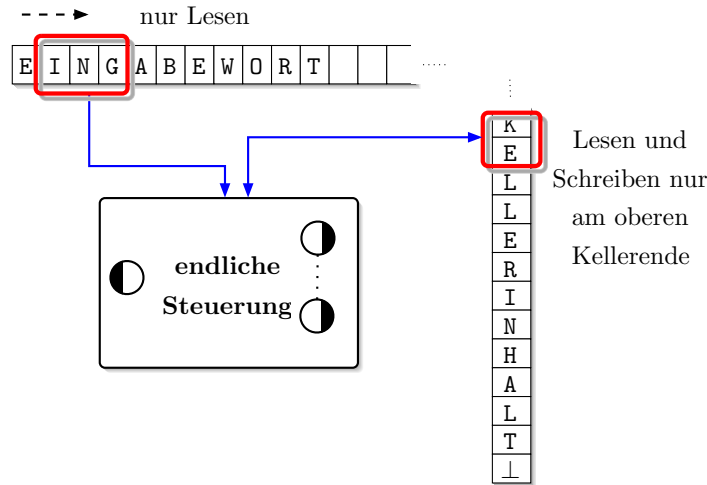 nur Lesen
E I N G A B E W O R T
K
E
L
L
E
R
I
N
H
A
L
T
⊥
Lesen und
Schreiben nur
am oberen
Kellerende
endliche
Steuerung